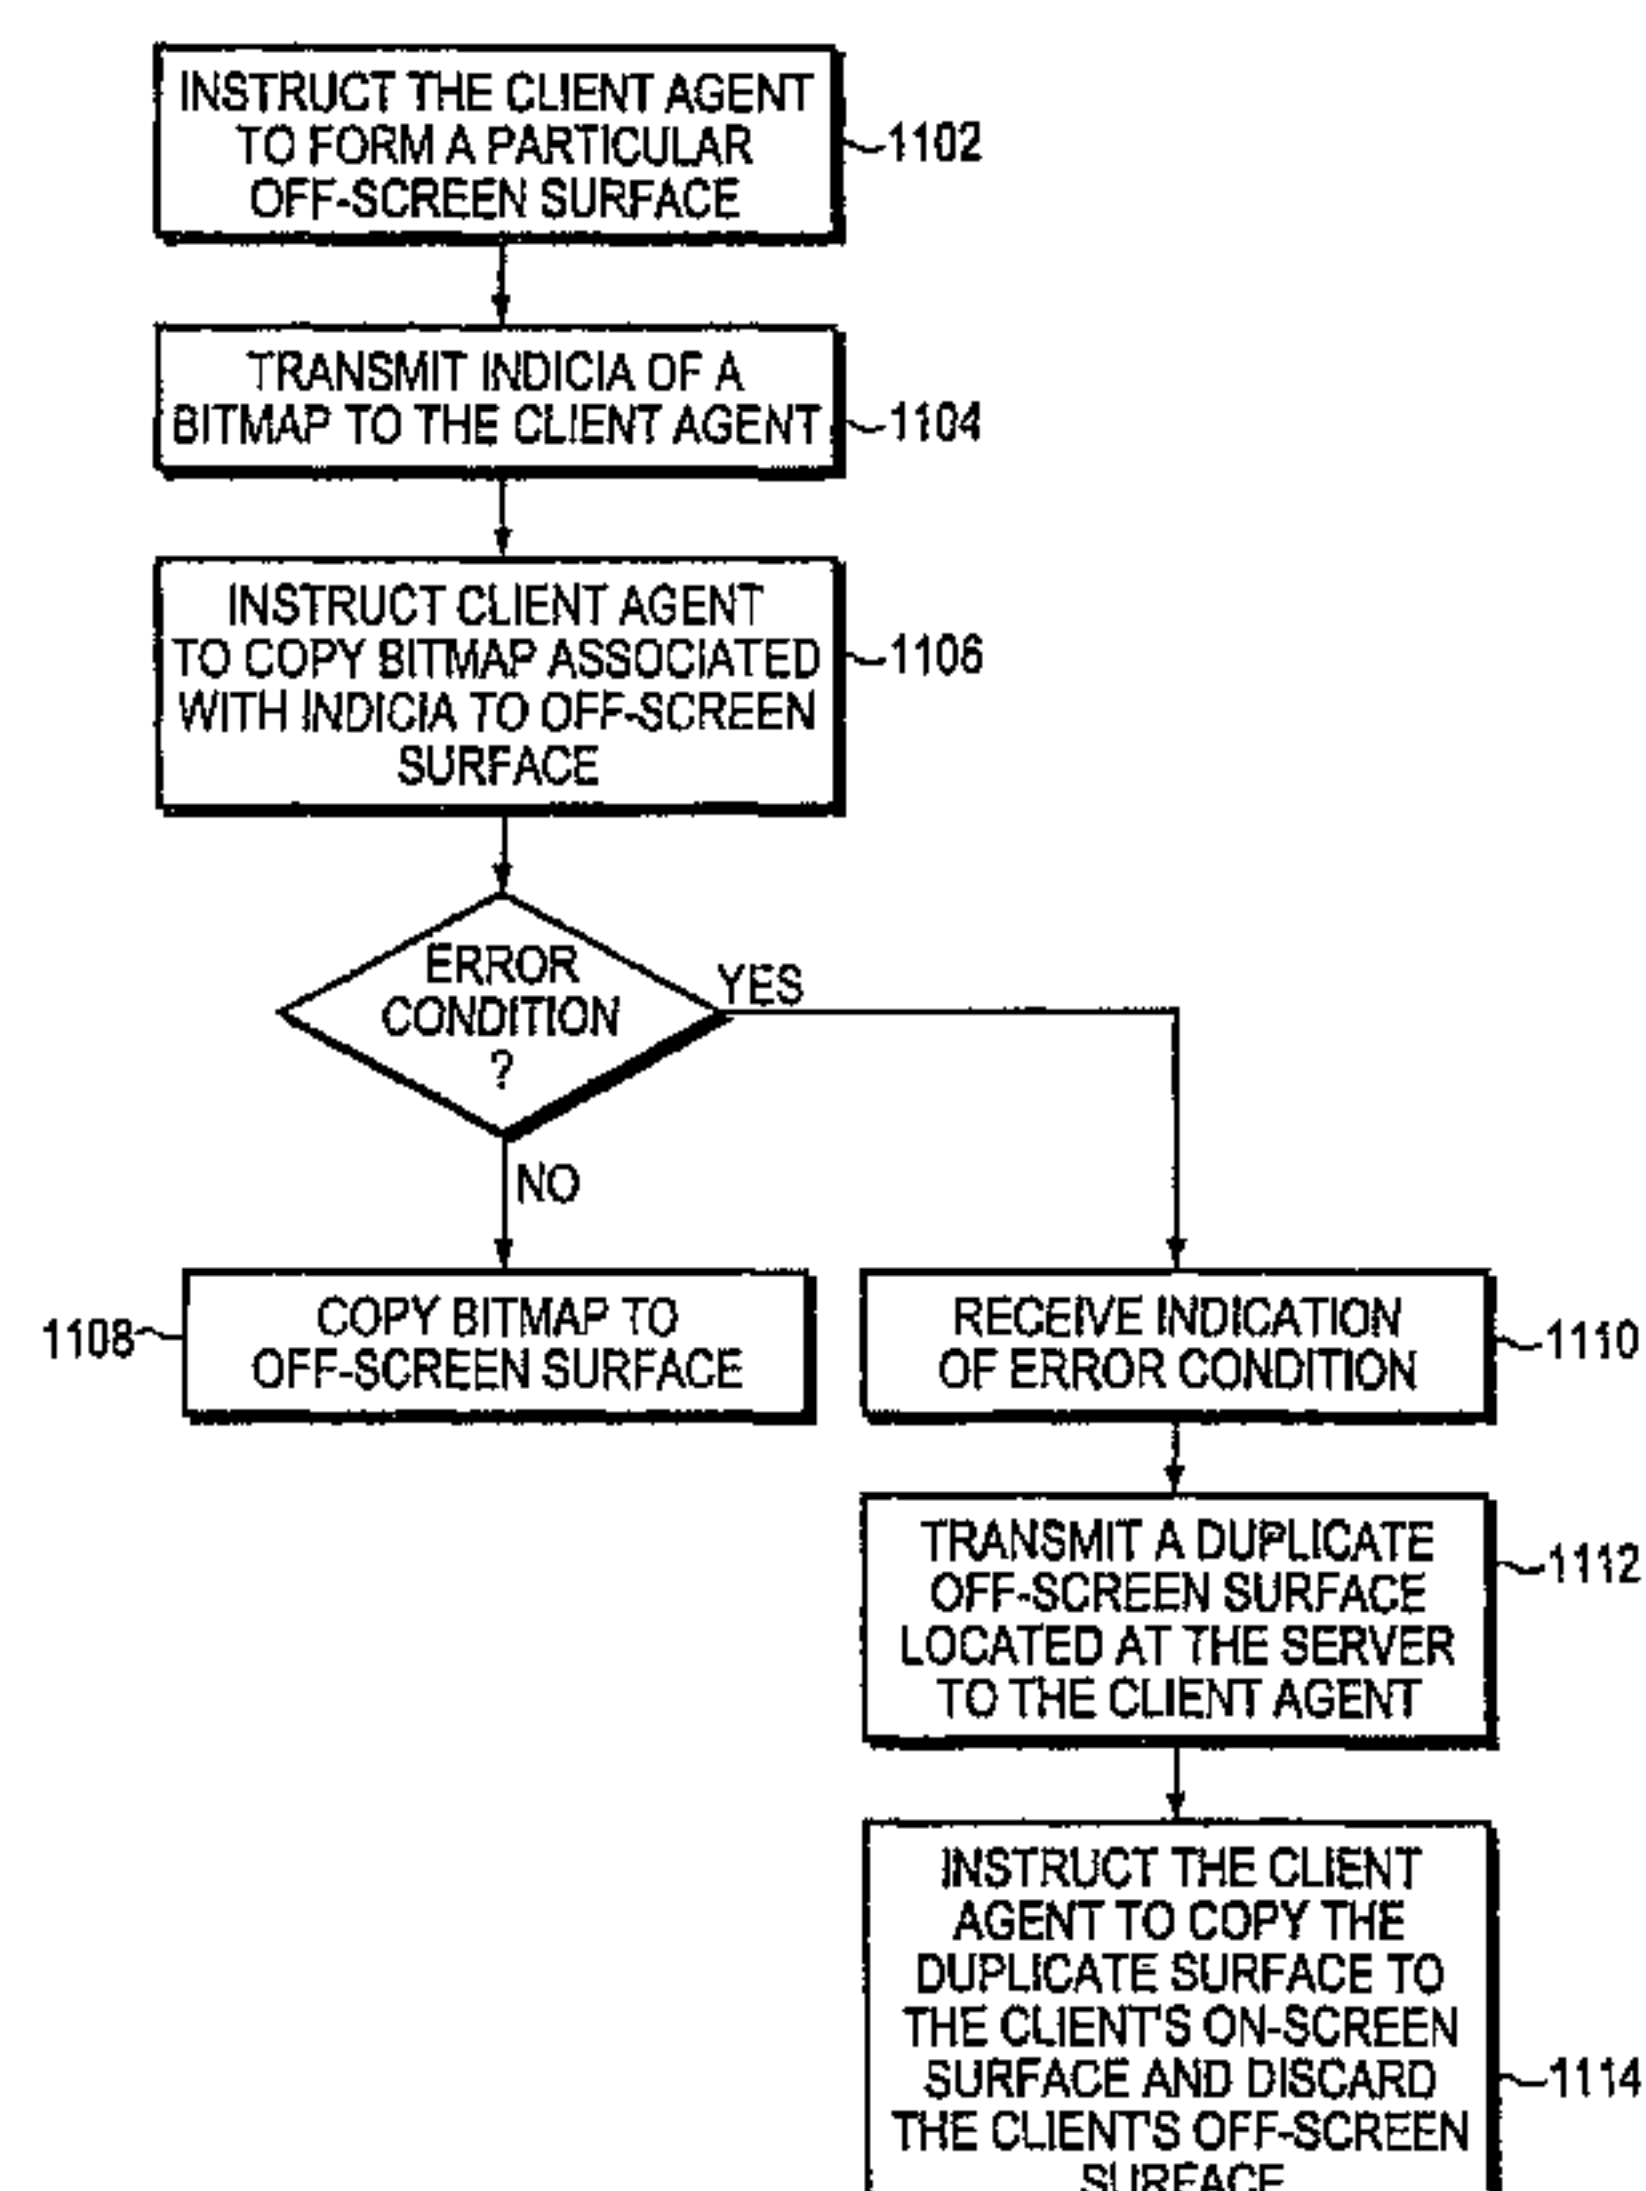 INSTRUCT THE CLIENT AGENT
TO FORM A PARTICULAR
OFF-SCREEN SURFACE
1102
TRANSMIT INDICIA OF A
BITMAP TO THE CLIENT AGENT
1104
INSTRUCT CLIENT AGENT
TO COPY BITMAP ASSOCIATED
WITH INDICIA TO OFF-SCREEN
SURFACE
1106
ERROR
CONDITION
?
YES
NO
1108
COPY BITMAP TO
OFF-SCREEN SURFACE
RECEIVE INDICATION
OF ERROR CONDITION
1110
TRANSMIT A DUPLICATE
OFF-SCREEN SURFACE
LOCATED AT THE SERVER
TO THE CLIENT AGENT
1112
INSTRUCT THE CLIENT
AGENT TO COPY THE
DUPLICATE SURFACE TO
THE CLIENT'S ON-SCREEN
SURFACE AND DISCARD
THE CLIENT'S OFF-SCREEN
SURFACE
1114